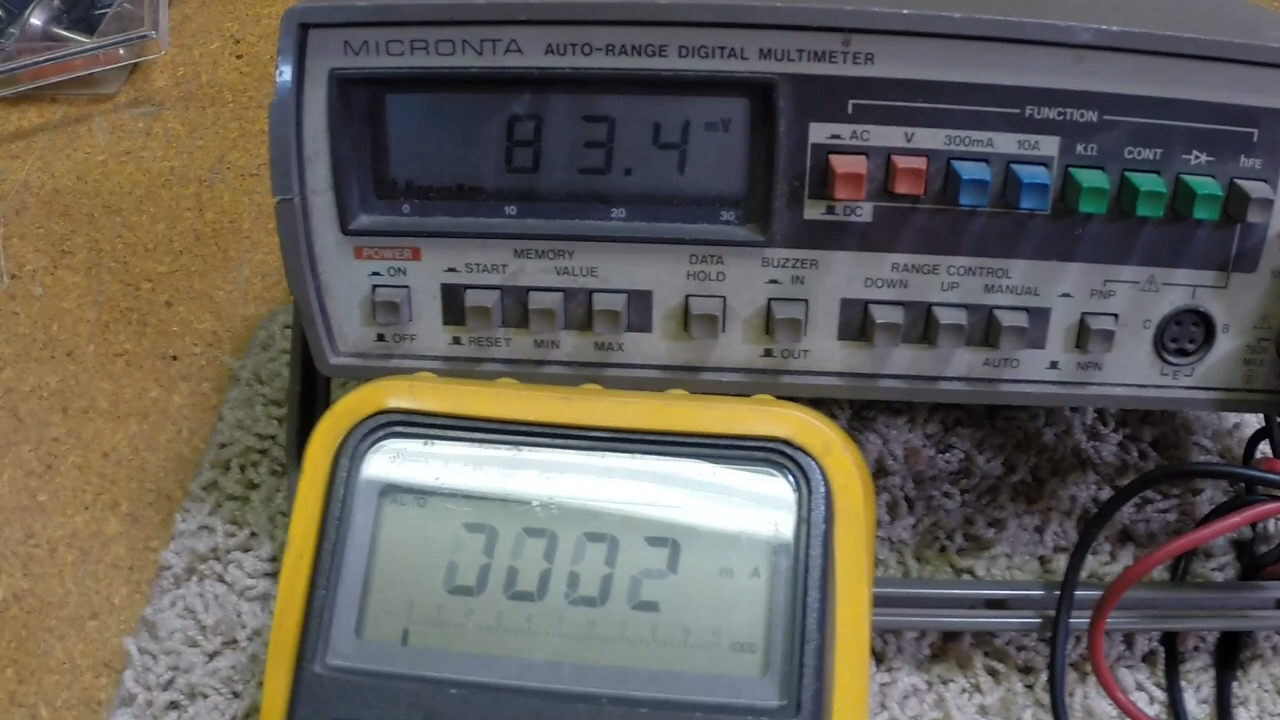 MICRONTA AUTO-RANGE DIGITAL MULTIMETER
83.4 mV
0 10 20 30
FUNCTION
AC V 300mA 10A KΩ CONT hFE
DC
POWER
ON
OFF
MEMORY
START VALUE
RESET MIN MAX
DATA
HOLD
BUZZER
IN
OUT
RANGE CONTROL
DOWN UP MANUAL
AUTO
PNP
NPN
C B
E
AUTO
0002 mA
4000